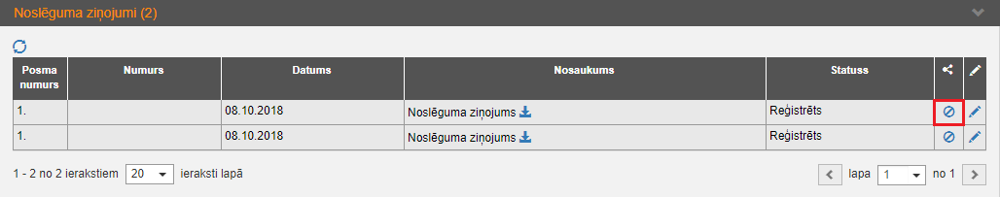 Noslēguma ziņojumi (2)
Posma numurs Numurs Datums Nosaukums Statuss
1. 08.10.2018 Noslēguma ziņojums Reģistrēts
1. 08.10.2018 Noslēguma ziņojums Reģistrēts
1 - 2 no 2 ierakstiem 20 ieraksti lapā lapa 1 no 1